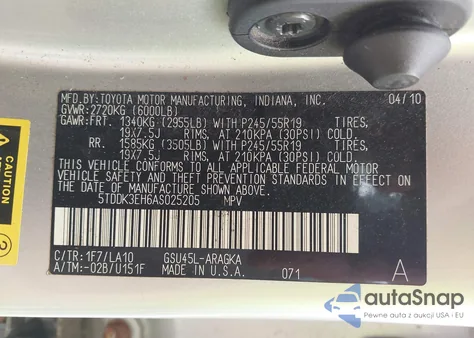 MFD.BY:TOYOTA MOTOR MANUFACTURING, INDIANA, INC. 04/10
GVWR:2720KG (6000LB)
GAWR:FRT. 1340KG (2955LB) WITH P245/55R19 TIRES,
19X7.5J RIMS, AT 210KPA (30PSI) COLD.
RR. 1585KG (3505LB) WITH P245/55R19 TIRES,
19X7.5J RIMS, AT 210KPA (30PSI) COLD.
THIS VEHICLE CONFORMS TO ALL APPLICABLE FEDERAL MOTOR
VEHICLE SAFETY AND THEFT PREVENTION STANDARDS IN EFFECT ON
THE DATE OF MANUFACTURE SHOWN ABOVE.
5TDDK3EH6AS025205 MPV
C/TR:1F7/LA10 GSU45L-ARAGKA
A/TM:-02B/U151F MADE IN U.S.A. 071 A
2
autoSnap
Pewne auta z aukcji USA i EU